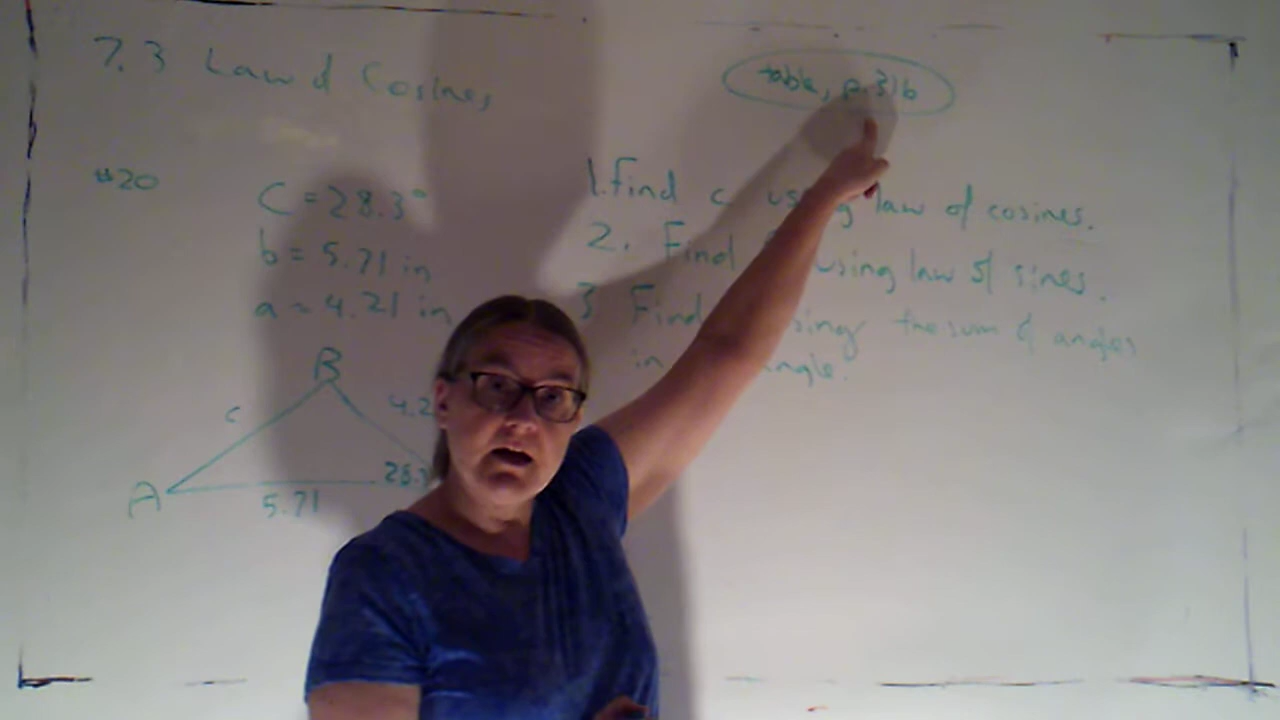 7.3 Law of Cosines
table, p. 316
#20
C = 28.3°
b = 5.71 in
a = 4.21 in
1. Find c using law of cosines.
2. Find using law of sines.
3 Find using the sum of angles
in
B
c
4.2
A
5.71
28.3